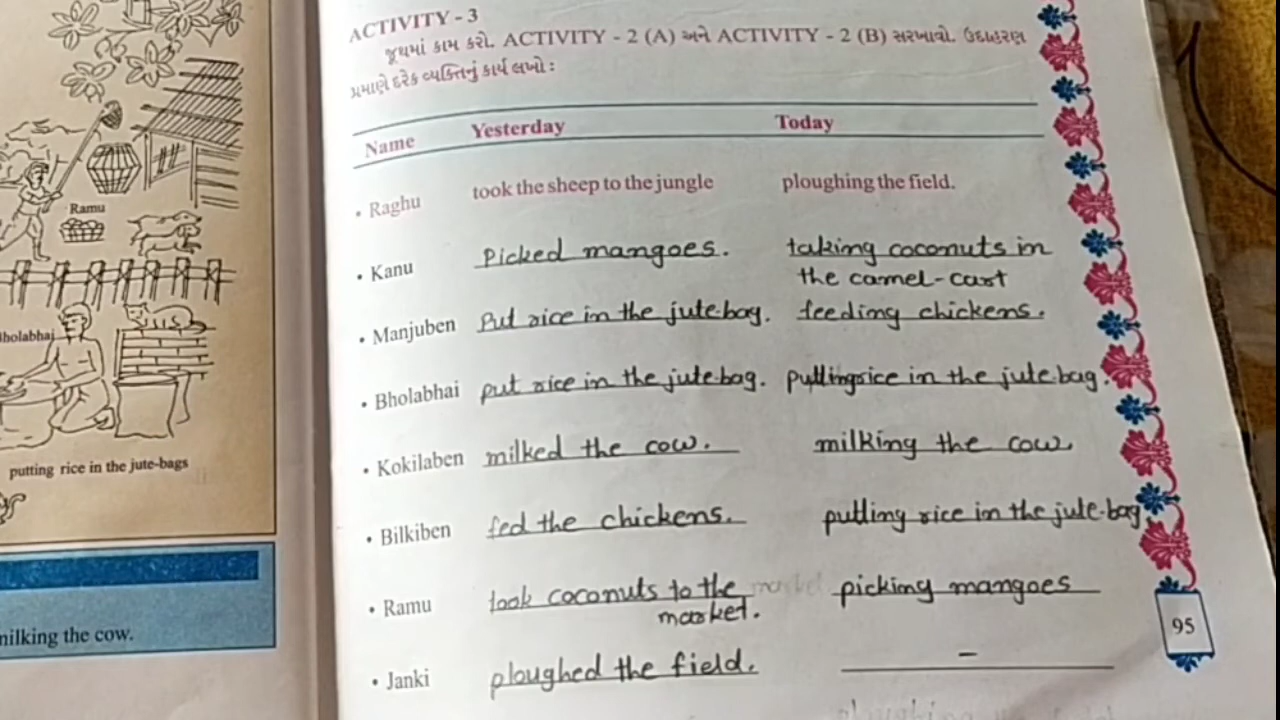 Ramu
Bholabhai
putting rice in the jute-bags
milking the cow.
ACTIVITY - 3
જૂથમાં કામ કરો. ACTIVITY - 2 (A) અને ACTIVITY - 2 (B) સરખાવો. ઉદાહરણ
પ્રમાણે દરેક વ્યક્તિનું કાર્ય લખો :
Name Yesterday Today
• Raghu took the sheep to the jungle ploughing the field.
• Kanu Picked mangoes. taking coconuts in
the camel-cart
• Manjuben Put rice in the jutebag. feeding chickens.
• Bholabhai put rice in the jutebag. putting rice in the jute bag.
• Kokilaben milked the cow. milking the cow.
• Bilkiben fed the chickens. putting rice in the jute-bag
• Ramu took coconuts to the picking mangoes
market.
• Janki ploughed the field. -
95